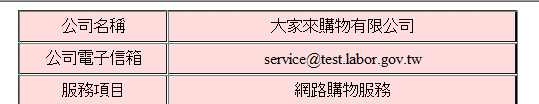 公司名稱 大家來購物有限公司
公司電子信箱 service@test.labor.gov.tw
服務項目 網路購物服務